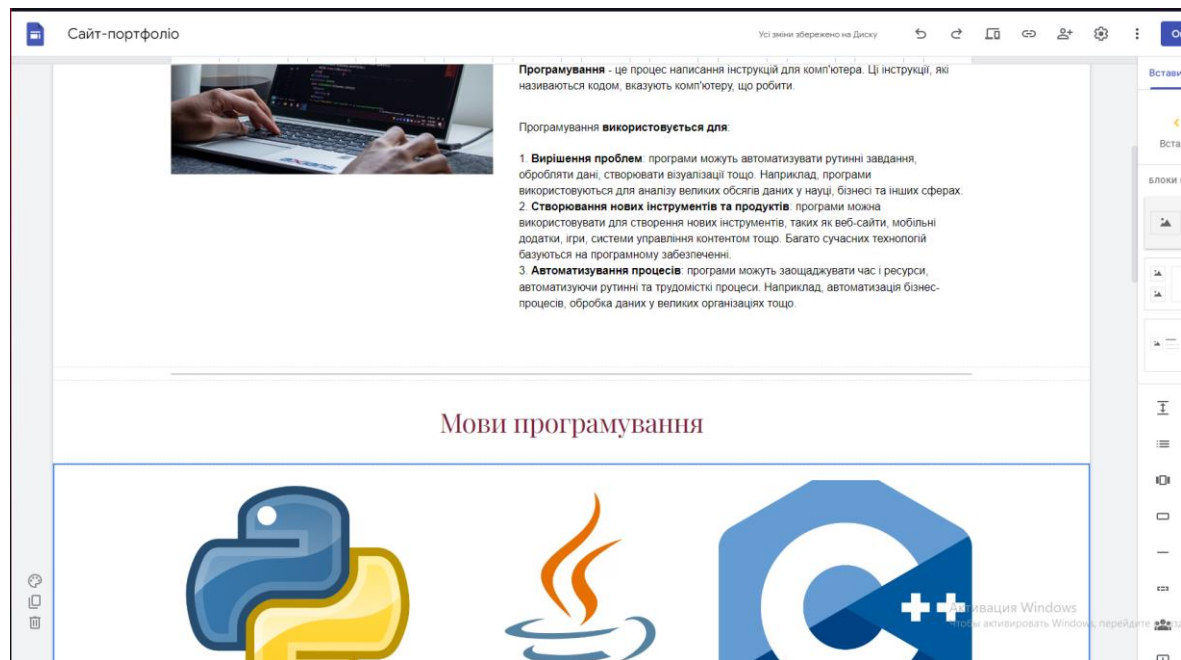 Сайт-портфоліо
Усі зміни збережено на Диску
Програмування - це процес написання інструкцій для комп'ютера. Ці інструкції, які
називаються кодом, вказують комп'ютеру, що робити.
Програмування використовується для:
1. Вирішення проблем: програми можуть автоматизувати рутинні завдання,
обробляти дані, створювати візуалізації тощо. Наприклад, програми
використовуються для аналізу великих обсягів даних у науці, бізнесі та інших сферах.
2. Створювання нових інструментів та продуктів: програми можна
використовувати для створення нових інструментів, таких як веб-сайти, мобільні
додатки, ігри, системи управління контентом тощо. Багато сучасних технологій
базуються на програмному забезпеченні.
3. Автоматизування процесів: програми можуть заощаджувати час і ресурси,
автоматизуючи рутинні та трудомісткі процеси. Наприклад, автоматизація бізнес-
процесів, обробка даних у великих організаціях тощо.
Мови програмування
C ++
Активация Windows
Чтобы активировать Windows, перейдите
Встави
Вста
БЛОКИ